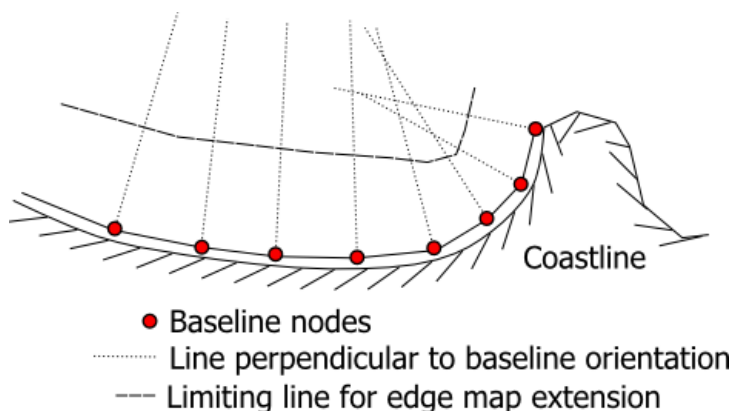 Coastline
Baseline nodes
Line perpendicular to baseline orientation
Limiting line for edge map extension